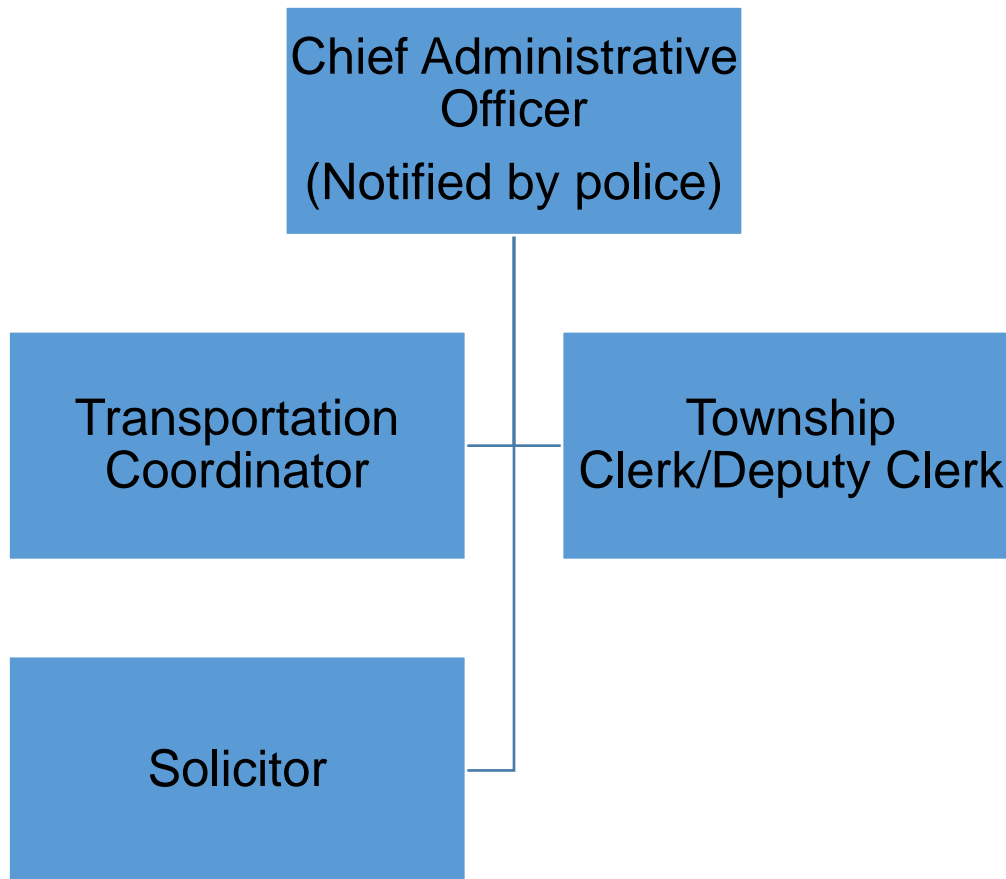 Chief Administrative
Officer
(Notified by police)
Transportation
Coordinator
Township
Clerk/Deputy Clerk
Solicitor